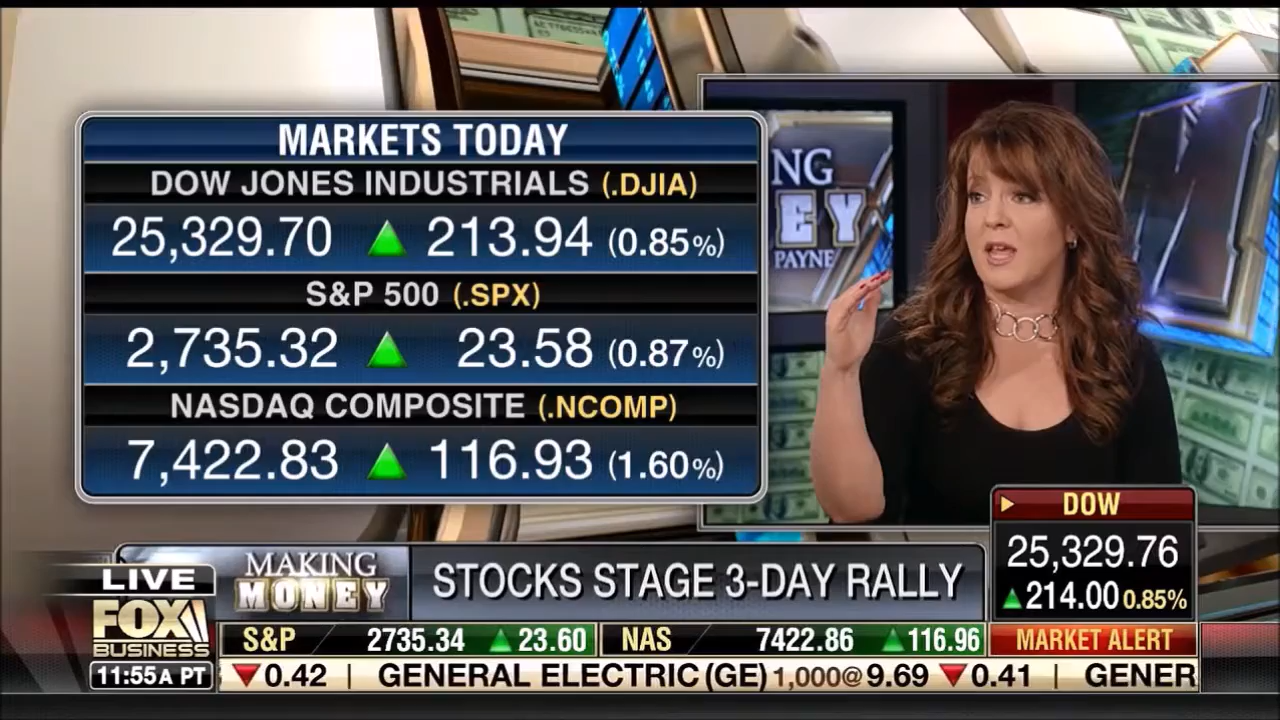 MARKETS TODAY
DOW JONES INDUSTRIALS (.DJIA)
25,329.70 ▲ 213.94 (0.85%)
S&P 500 (.SPX)
2,735.32 ▲ 23.58 (0.87%)
NASDAQ COMPOSITE (.NCOMP)
7,422.83 ▲ 116.93 (1.60%)
NG
EY
PAYNE
DOW
25,329.76
▲ 214.00 0.85%
MARKET ALERT
LIVE
FOX
BUSINESS
11:55A PT
MAKING
MONEY
STOCKS STAGE 3-DAY RALLY
S&P 2735.34 ▲ 23.60 NAS 7422.86 ▲ 116.96
▼ 0.42 | GENERAL ELECTRIC (GE) 1,000@9.69 ▼ 0.41 | GENER